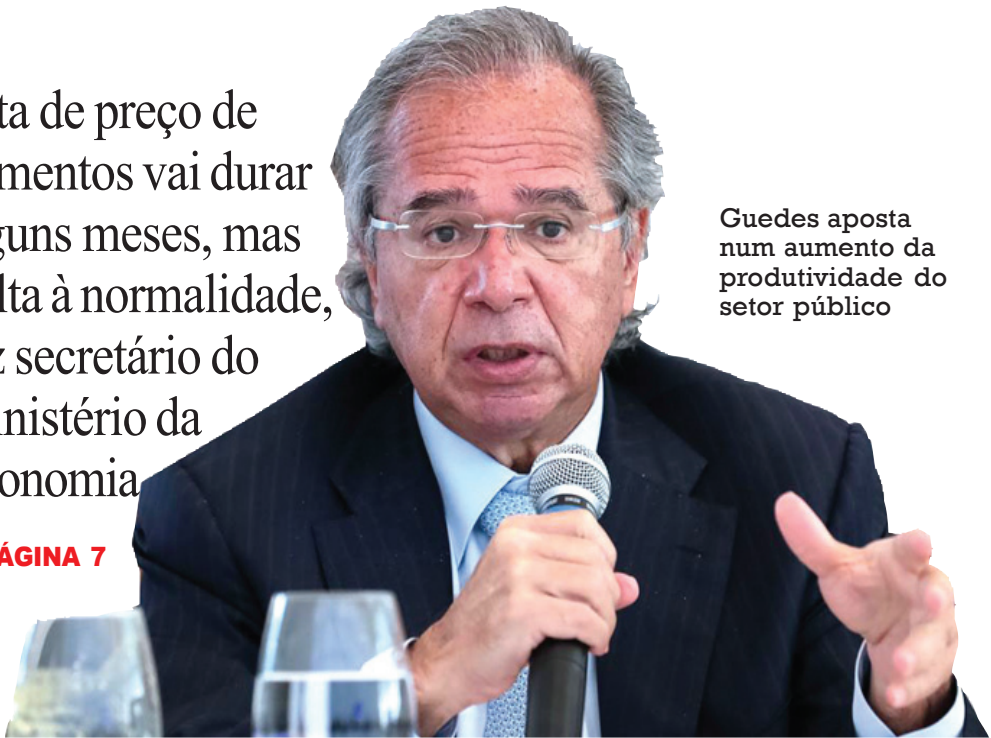 ta de preço de
mentos vai durar
guns meses, mas
lta à normalidade,
z secretário do
inistério da
onomia
ÁGINA 7
Guedes aposta
num aumento da
produtividade do
setor público